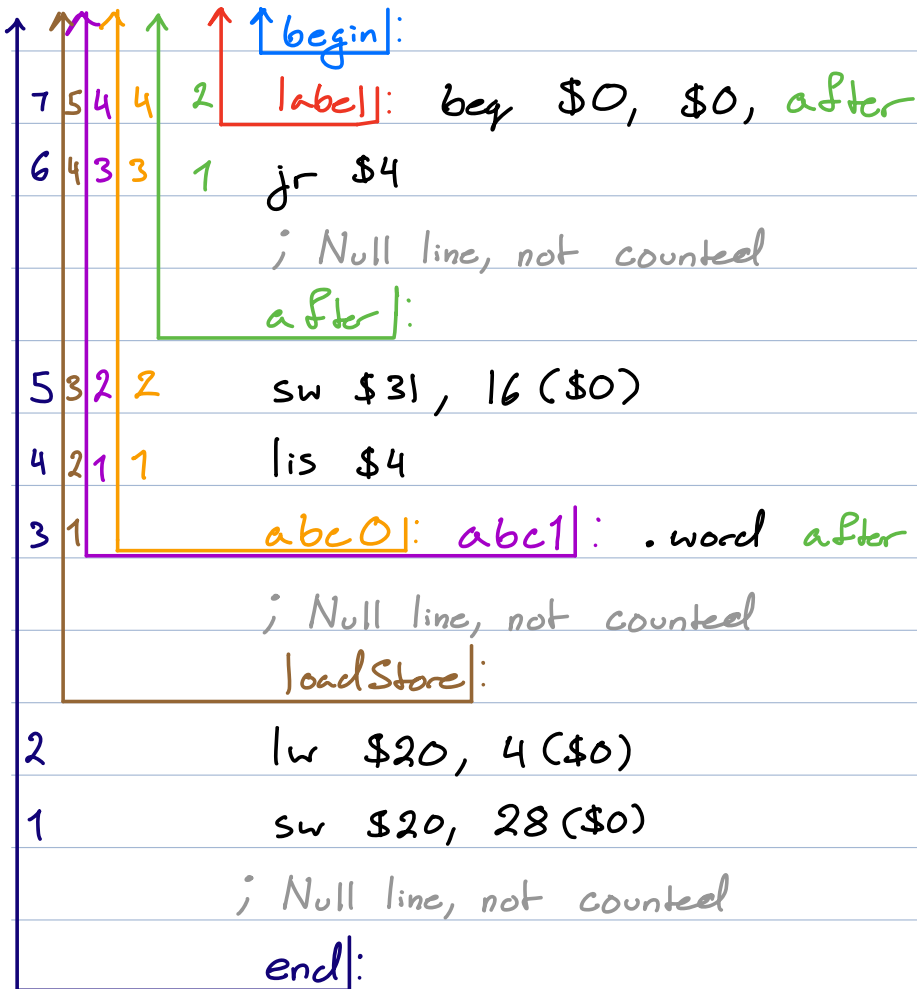 begin:
7 5 4 4 2 label: beq $0, $0, after
6 4 3 3 1 jr $4
; Null line, not counted
after:
5 3 2 2 sw $31, 16($0)
4 2 1 1 lis $4
3 1 abc0: abc1: .word after
; Null line, not counted
loadStore:
2 lw $20, 4($0)
1 sw $20, 28($0)
; Null line, not counted
end: